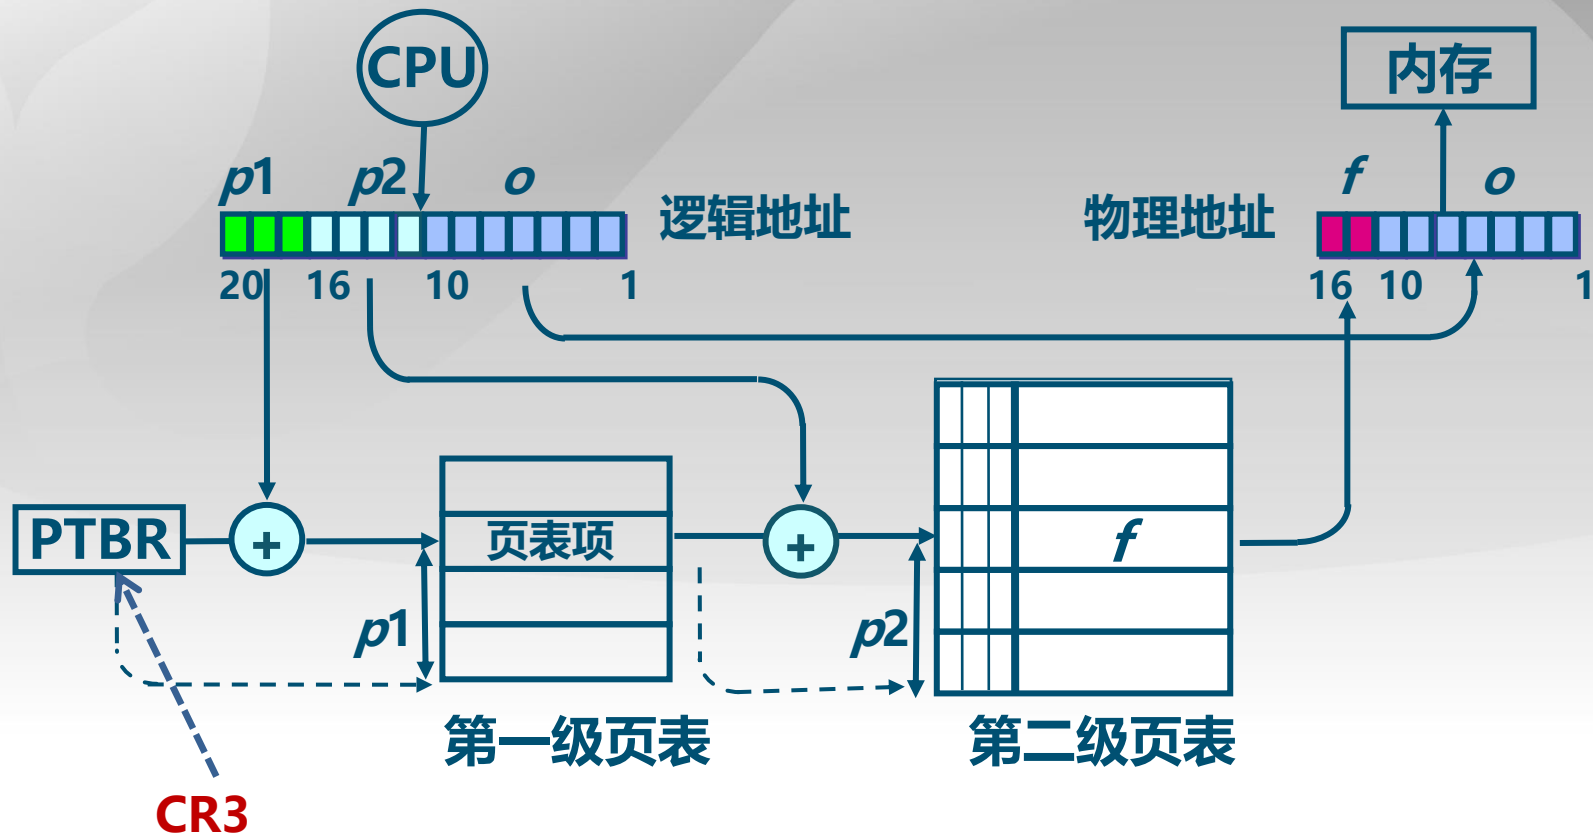 CPU
内存
p1 p2 o
f o
逻辑地址
物理地址
20 16 10 1
16 10 1
PTBR
+
页表项
+
f
p1
p2
第一级页表
第二级页表
CR3